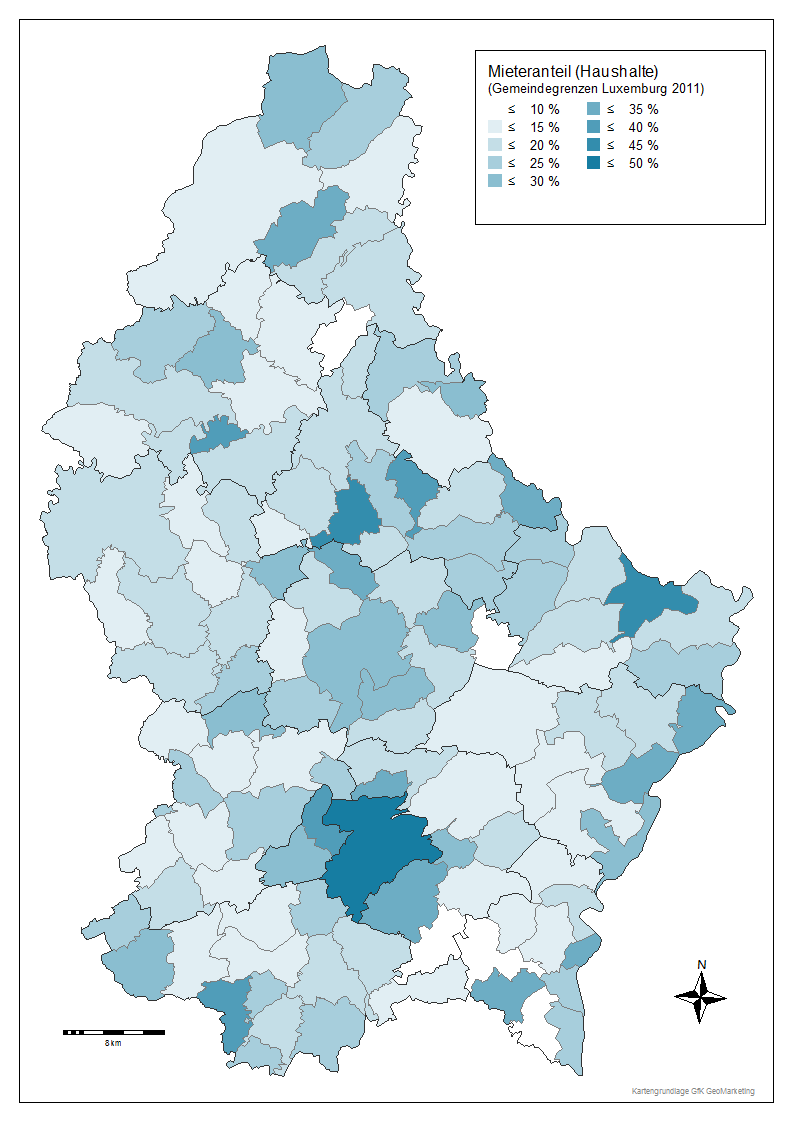 Mieteranteil (Haushalte)
(Gemeindegrenzen Luxemburg 2011)
≤ 10 %
≤ 15 %
≤ 20 %
≤ 25 %
≤ 30 %
≤ 35 %
≤ 40 %
≤ 45 %
≤ 50 %
N
8 km
Kartengrundlage GfK GeoMarketing